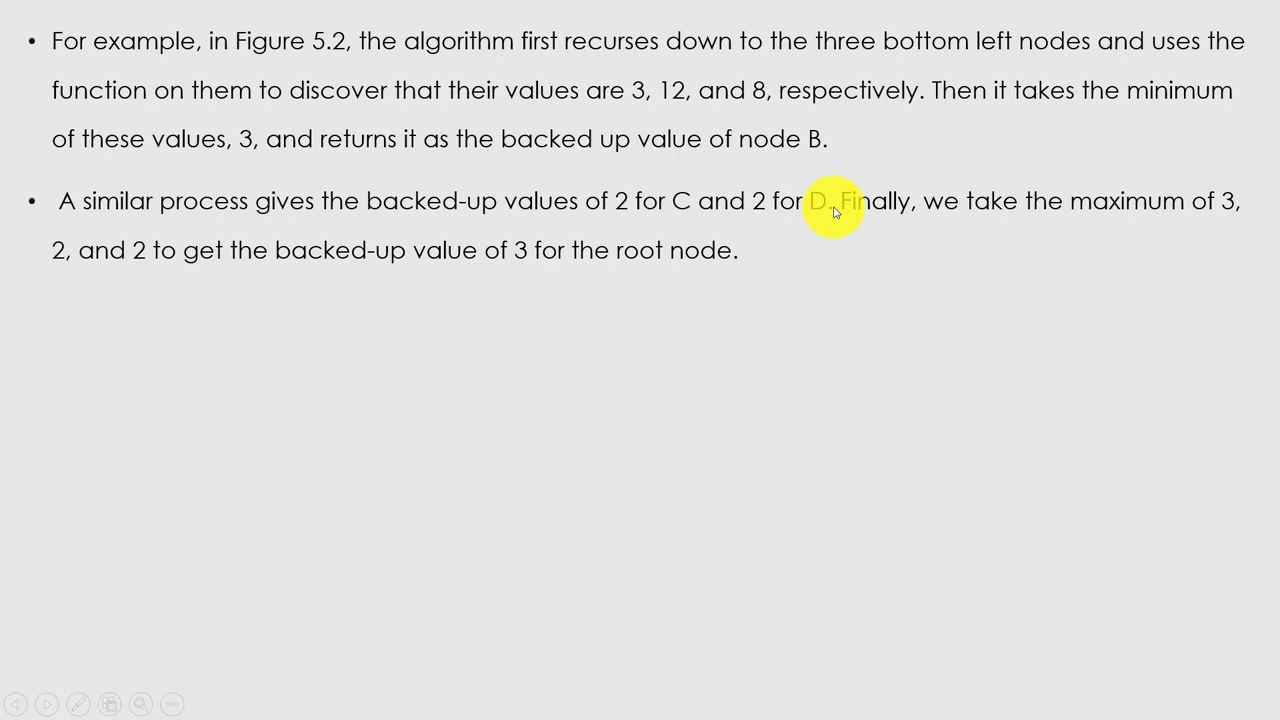 • For example, in Figure 5.2, the algorithm first recurses down to the three bottom left nodes and uses the
function on them to discover that their values are 3, 12, and 8, respectively. Then it takes the minimum
of these values, 3, and returns it as the backed up value of node B.
• A similar process gives the backed-up values of 2 for C and 2 for D. Finally, we take the maximum of 3,
2, and 2 to get the backed-up value of 3 for the root node.